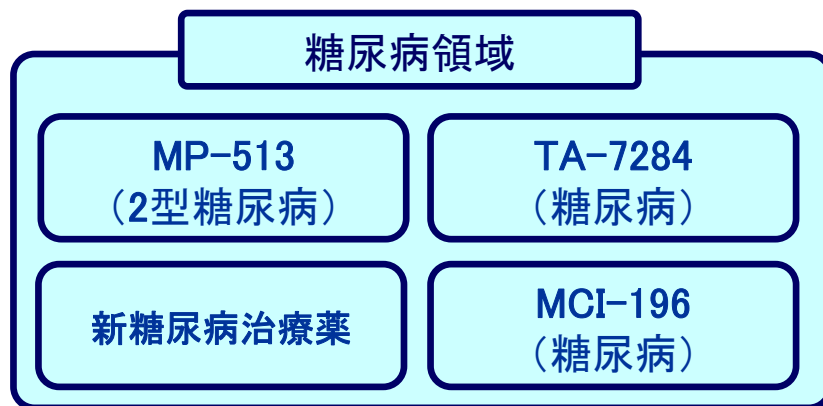 糖尿病領域
MP-513
（2型糖尿病）
TA-7284
（糖尿病）
新糖尿病治療薬
MCI-196
（糖尿病）